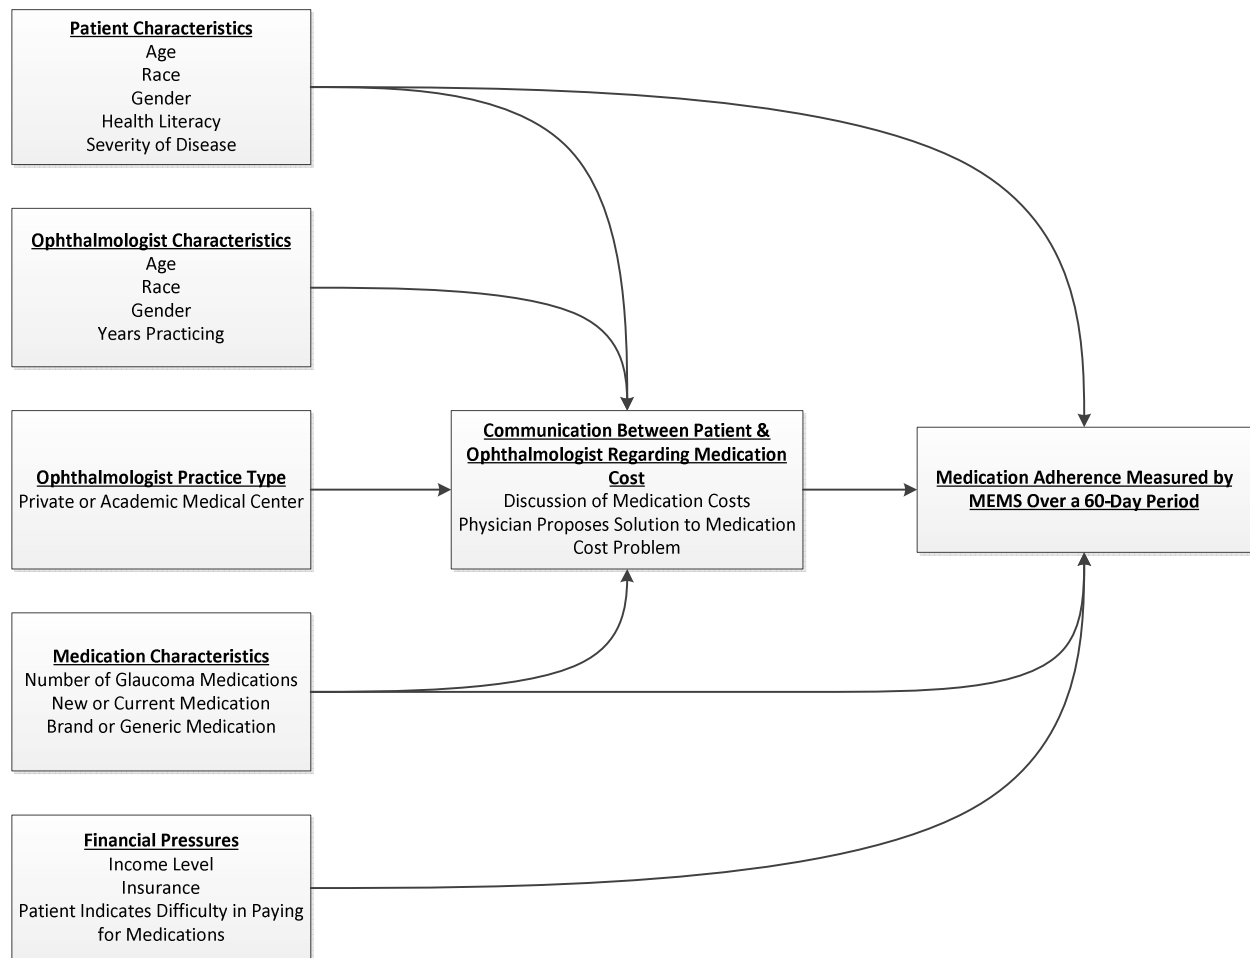 Patient Characteristics
Age
Race
Gender
Health Literacy
Severity of Disease
Ophthalmologist Characteristics
Age
Race
Gender
Years Practicing
Ophthalmologist Practice Type
Private or Academic Medical Center
Communication Between Patient &
Ophthalmologist Regarding Medication
Cost
Discussion of Medication Costs
Physician Proposes Solution to Medication
Cost Problem
Medication Adherence Measured by
MEMS Over a 60-Day Period
Medication Characteristics
Number of Glaucoma Medications
New or Current Medication
Brand or Generic Medication
Financial Pressures
Income Level
Insurance
Patient Indicates Difficulty in Paying
for Medications